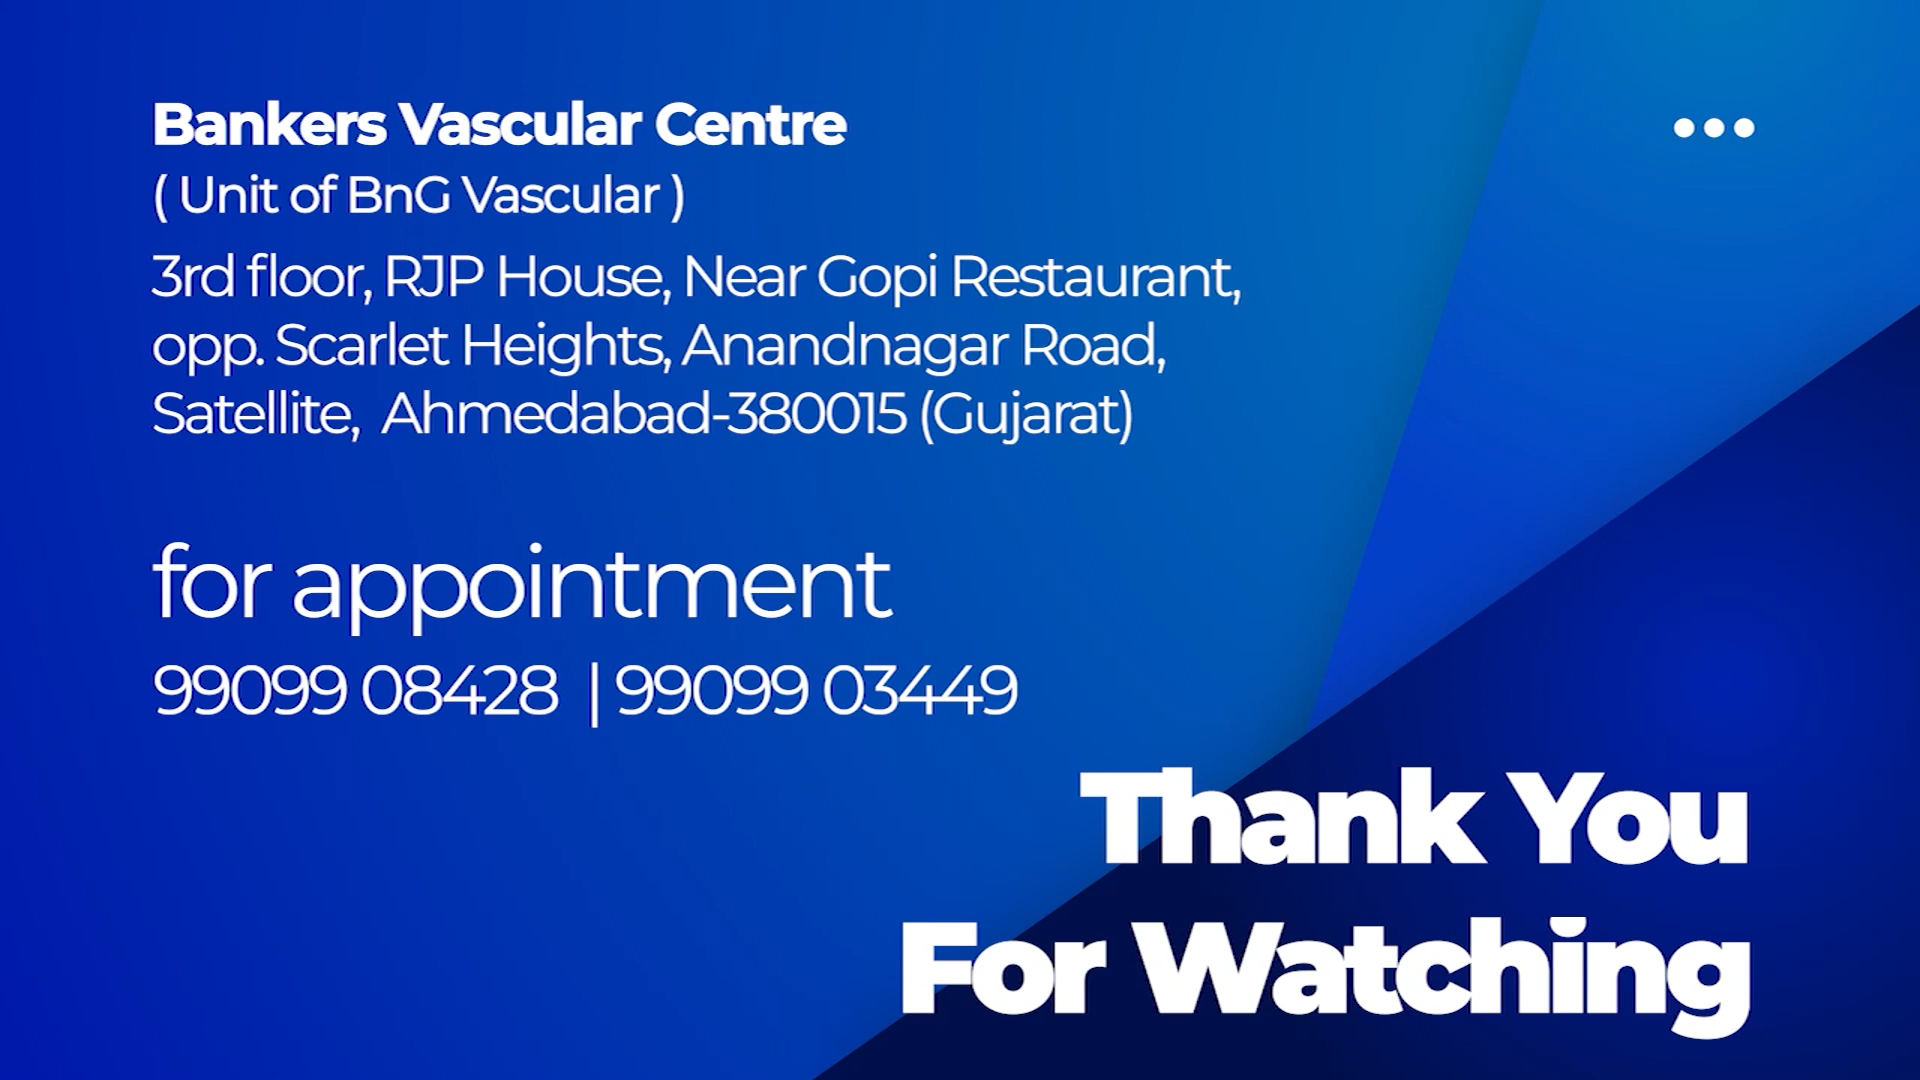 Bankers Vascular Centre
( Unit of BnG Vascular )
3rd floor, RJP House, Near Gopi Restaurant,
opp. Scarlet Heights, Anandnagar Road,
Satellite, Ahmedabad-380015 (Gujarat)
for appointment
99099 08428 | 99099 03449
Thank You
For Watching